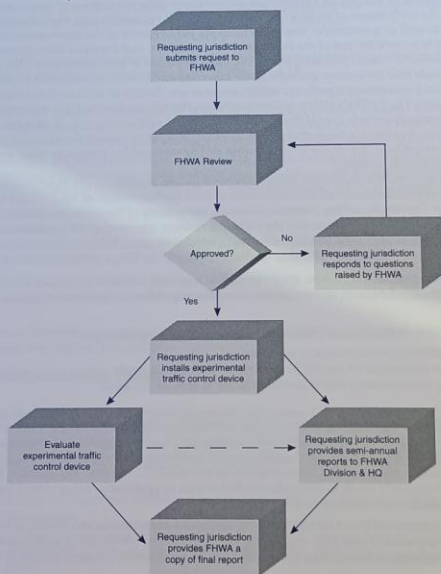 Requesting jurisdiction
submits request to
FHWA
FHWA Review
Approved?
No
Requesting jurisdiction
responds to questions
raised by FHWA
Yes
Requesting jurisdiction
installs experimental
traffic control device
Evaluate
experimental traffic
control device
Requesting jurisdiction
provides semi-annual
reports to FHWA
Division & HQ
Requesting jurisdiction
provides FHWA a
copy of final report